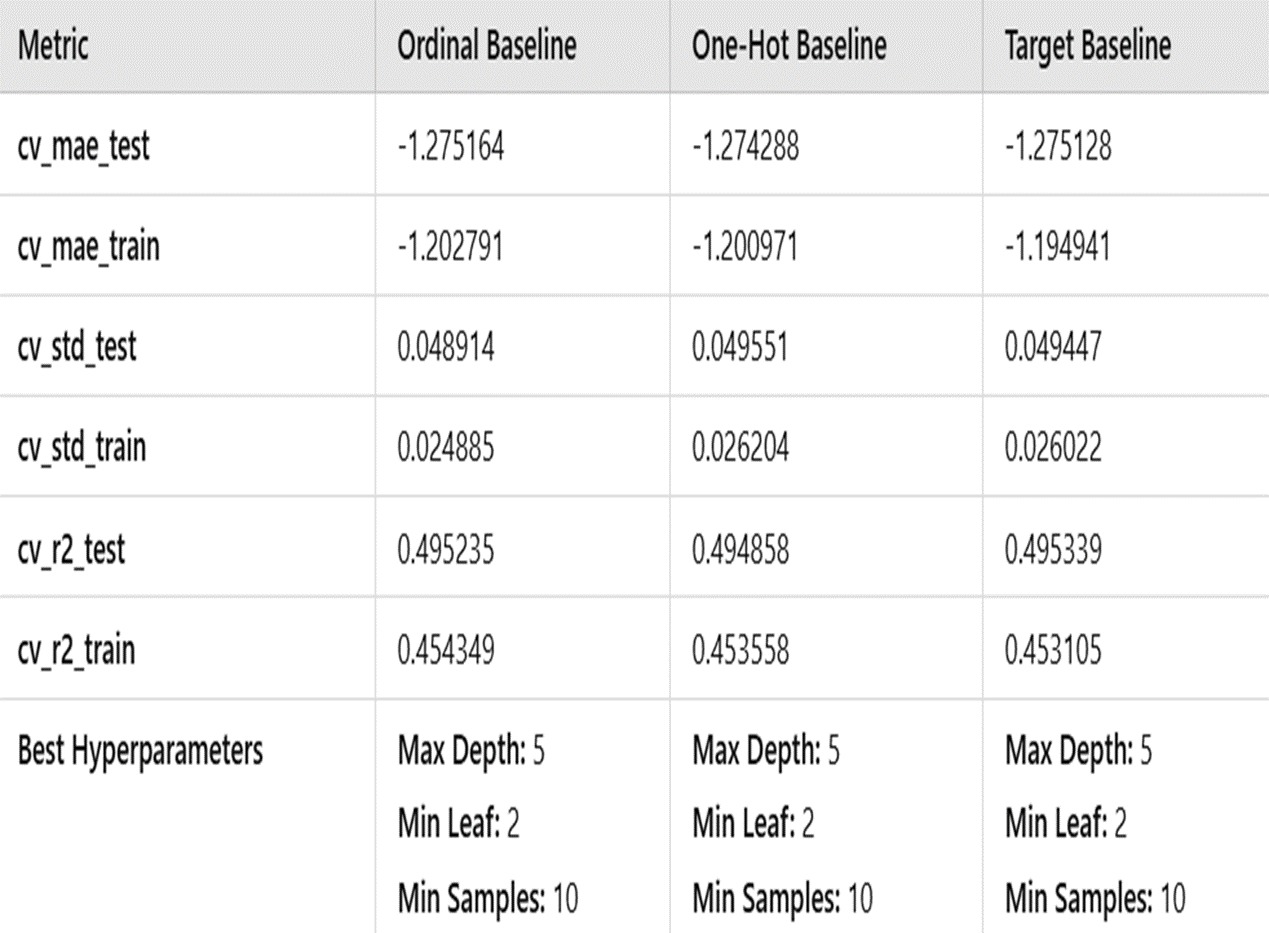 Metric Ordinal Baseline One-Hot Baseline Target Baseline
cv_mae_test -1.275164 -1.274288 -1.275128
cv_mae_train -1.202791 -1.200971 -1.194941
cv_std_test 0.048914 0.049551 0.049447
cv_std_train 0.024885 0.026204 0.026022
cv_r2_test 0.495235 0.494858 0.495339
cv_r2_train 0.454349 0.453558 0.453105
Best Hyperparameters Max Depth: 5 Max Depth: 5 Max Depth: 5
Min Leaf: 2 Min Leaf: 2 Min Leaf: 2
Min Samples: 10 Min Samples: 10 Min Samples: 10